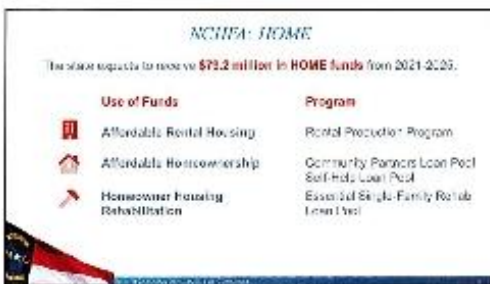 NCHFA: HOME
The state expects to receive $79.2 million in HOME funds from 2021-2025.
Use of Funds Program
Affordable Rental Housing Rental Production Program
Affordable Homeownership Community Partners Loan Pool
Self-Help Loan Pool
Homeowner Housing Essential Single-Family Rehab
Rehabilitation Loan Pool